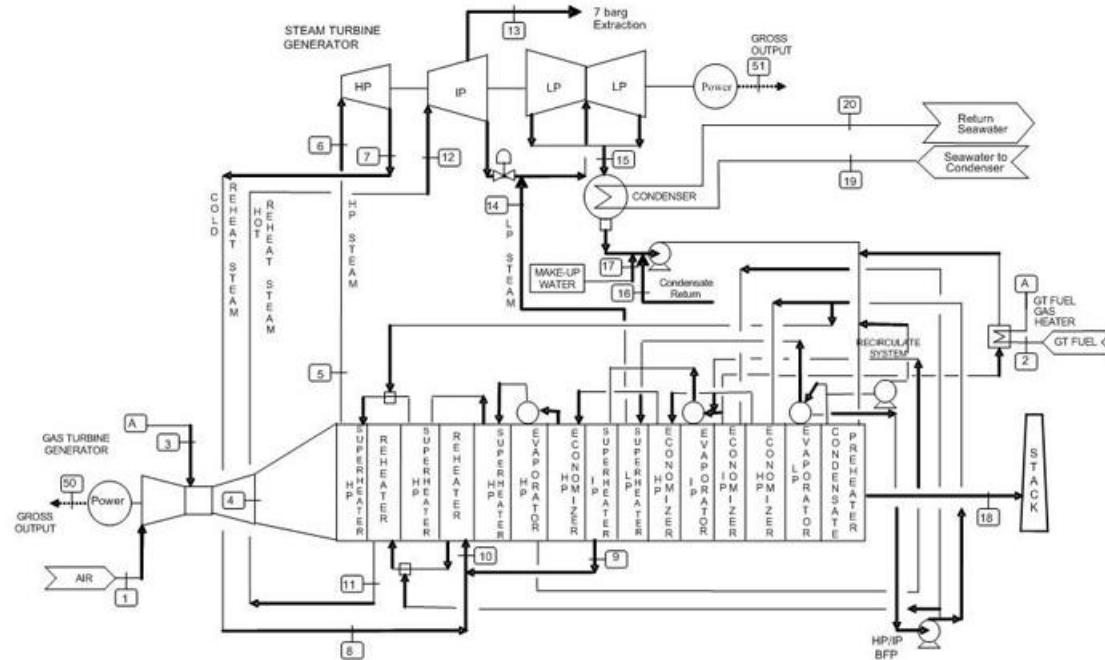 13
7 barg
Extraction
STEAM TURBINE
GENERATOR
GROSS
OUTPUT
51
HP
IP
LP
LP
Power
20
Return
Seawater
6
7
12
15
Seawater to
Condenser
19
CONDENSER
14
COLD
REHEAT STEAM
HOT
REHEAT STEAM
HP STEAM
LP STEAM
17
MAKE-UP
WATER
16
Condensate
Return
A
GT FUEL
GAS
HEATER
GT FUEL
2
RECIRCULATE
SYSTEM
5
A
GAS TURBINE
GENERATOR
3
50
Power
4
GROSS
OUTPUT
AIR
1
SUPERHEATER HP
REHEATER
SUPERHEATER HP
REHEATER
SUPERHEATER HP
EVAPORATOR HP
ECONOMIZER HP
SUPERHEATER IP
SUPERHEATER LP
ECONOMIZER HP
EVAPORATOR IP
ECONOMIZER IP
ECONOMIZER HP
EVAPORATOR LP
CONDENSATE
PREHEATER
STACK
18
10
9
11
8
HP/IP
BFP